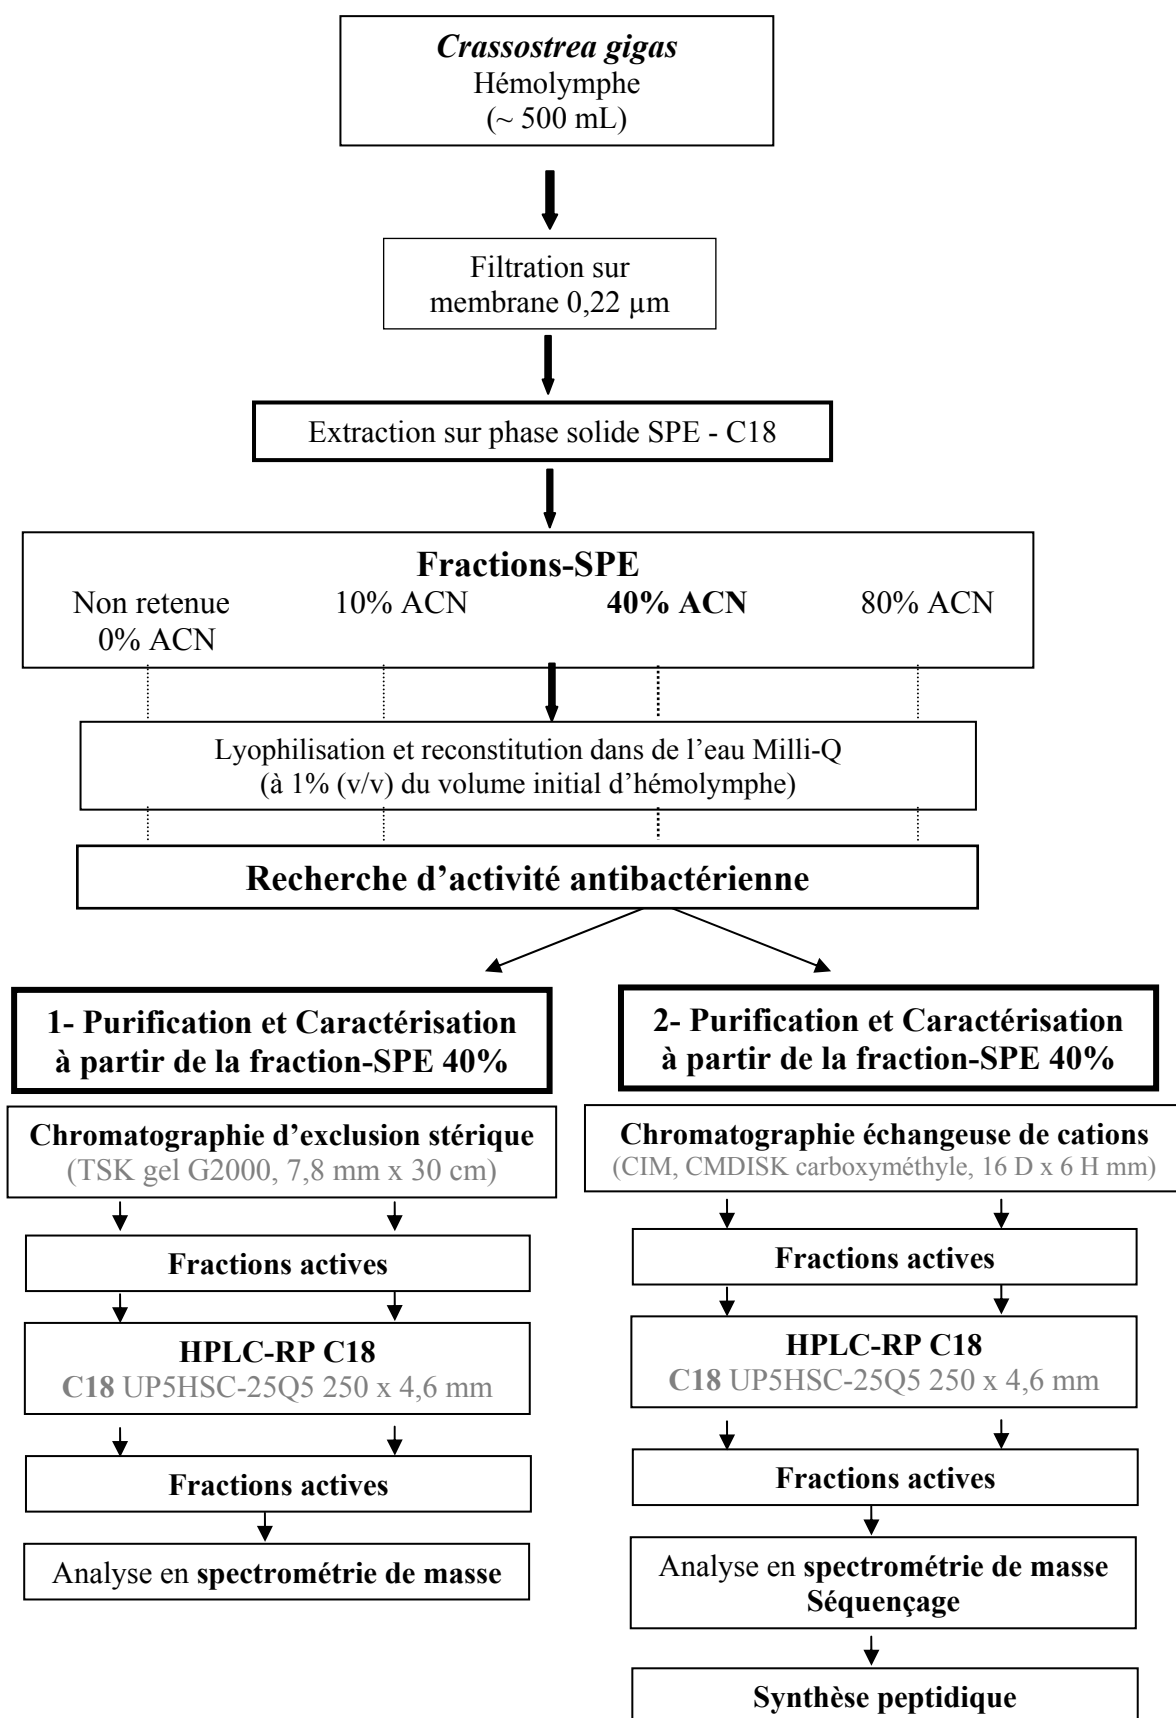 Crassostrea gigas
Hémolymphe
(~ 500 mL)
Filtration sur
membrane 0,22 µm
Extraction sur phase solide SPE - C18
Fractions-SPE
Non retenue 10% ACN 40% ACN 80% ACN
0% ACN
Lyophilisation et reconstitution dans de l’eau Milli-Q
(à 1% (v/v) du volume initial d’hémolymphe)
Recherche d’activité antibactérienne
1- Purification et Caractérisation
à partir de la fraction-SPE 40%
Chromatographie d’exclusion stérique
(TSK gel G2000, 7,8 mm x 30 cm)
Fractions actives
HPLC-RP C18
C18 UP5HSC-25Q5 250 x 4,6 mm
Fractions actives
Analyse en spectrométrie de masse
2- Purification et Caractérisation
à partir de la fraction-SPE 40%
Chromatographie échangeuse de cations
(CIM, CMDISK carboxyméthyle, 16 D x 6 H mm)
Fractions actives
HPLC-RP C18
C18 UP5HSC-25Q5 250 x 4,6 mm
Fractions actives
Analyse en spectrométrie de masse
Séquençage
Synthèse peptidique